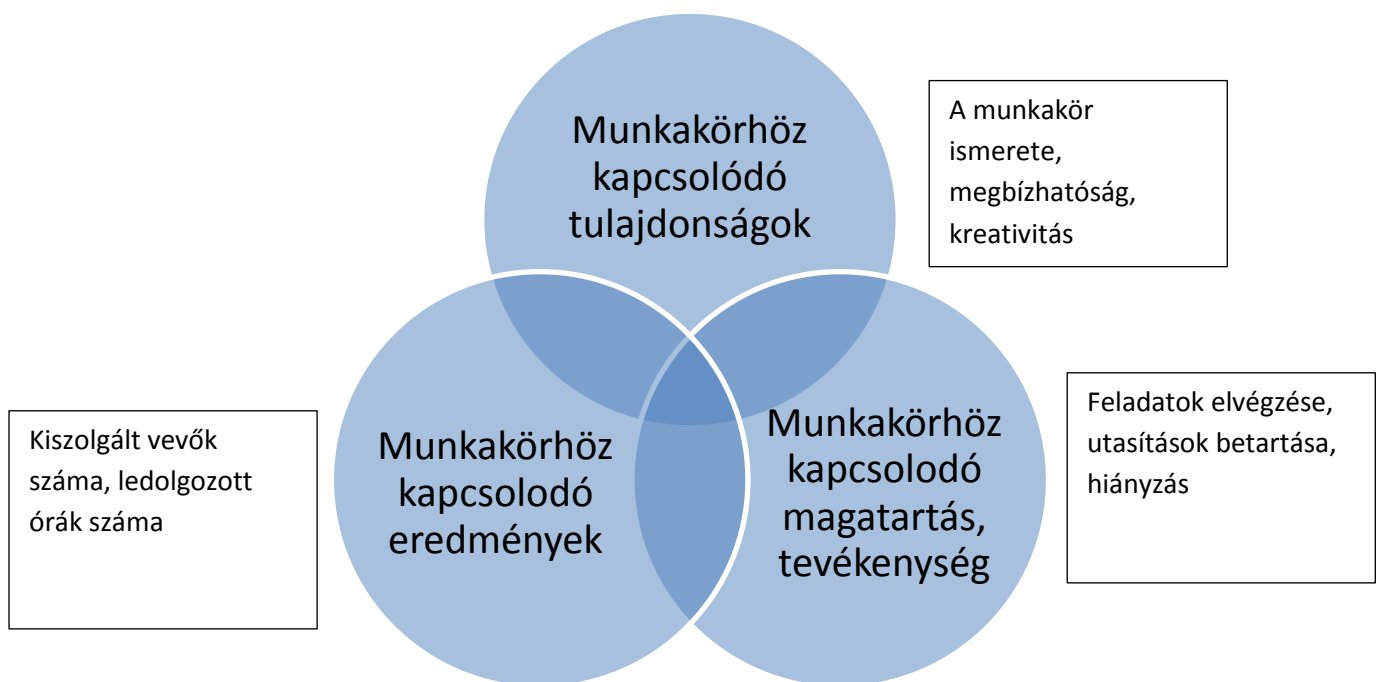 Munkakörhöz
kapcsolódó
tulajdonságok
A munkakör
ismerete,
megbízhatóság,
kreativitás
Munkakörhöz
kapcsolodó
eredmények
Kiszolgált vevők
száma, ledolgozott
órák száma
Munkakörhöz
kapcsolodó
magatartás,
tevékenység
Feladatok elvégzése,
utasítások betartása,
hiányzás